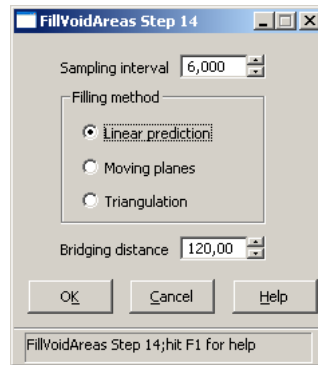 FillVoidAreas Step 14
Sampling interval 6,000
Filling method
Linear prediction
Moving planes
Triangulation
Bridging distance 120,00
OK Cancel Help
FillVoidAreas Step 14;hit F1 for help